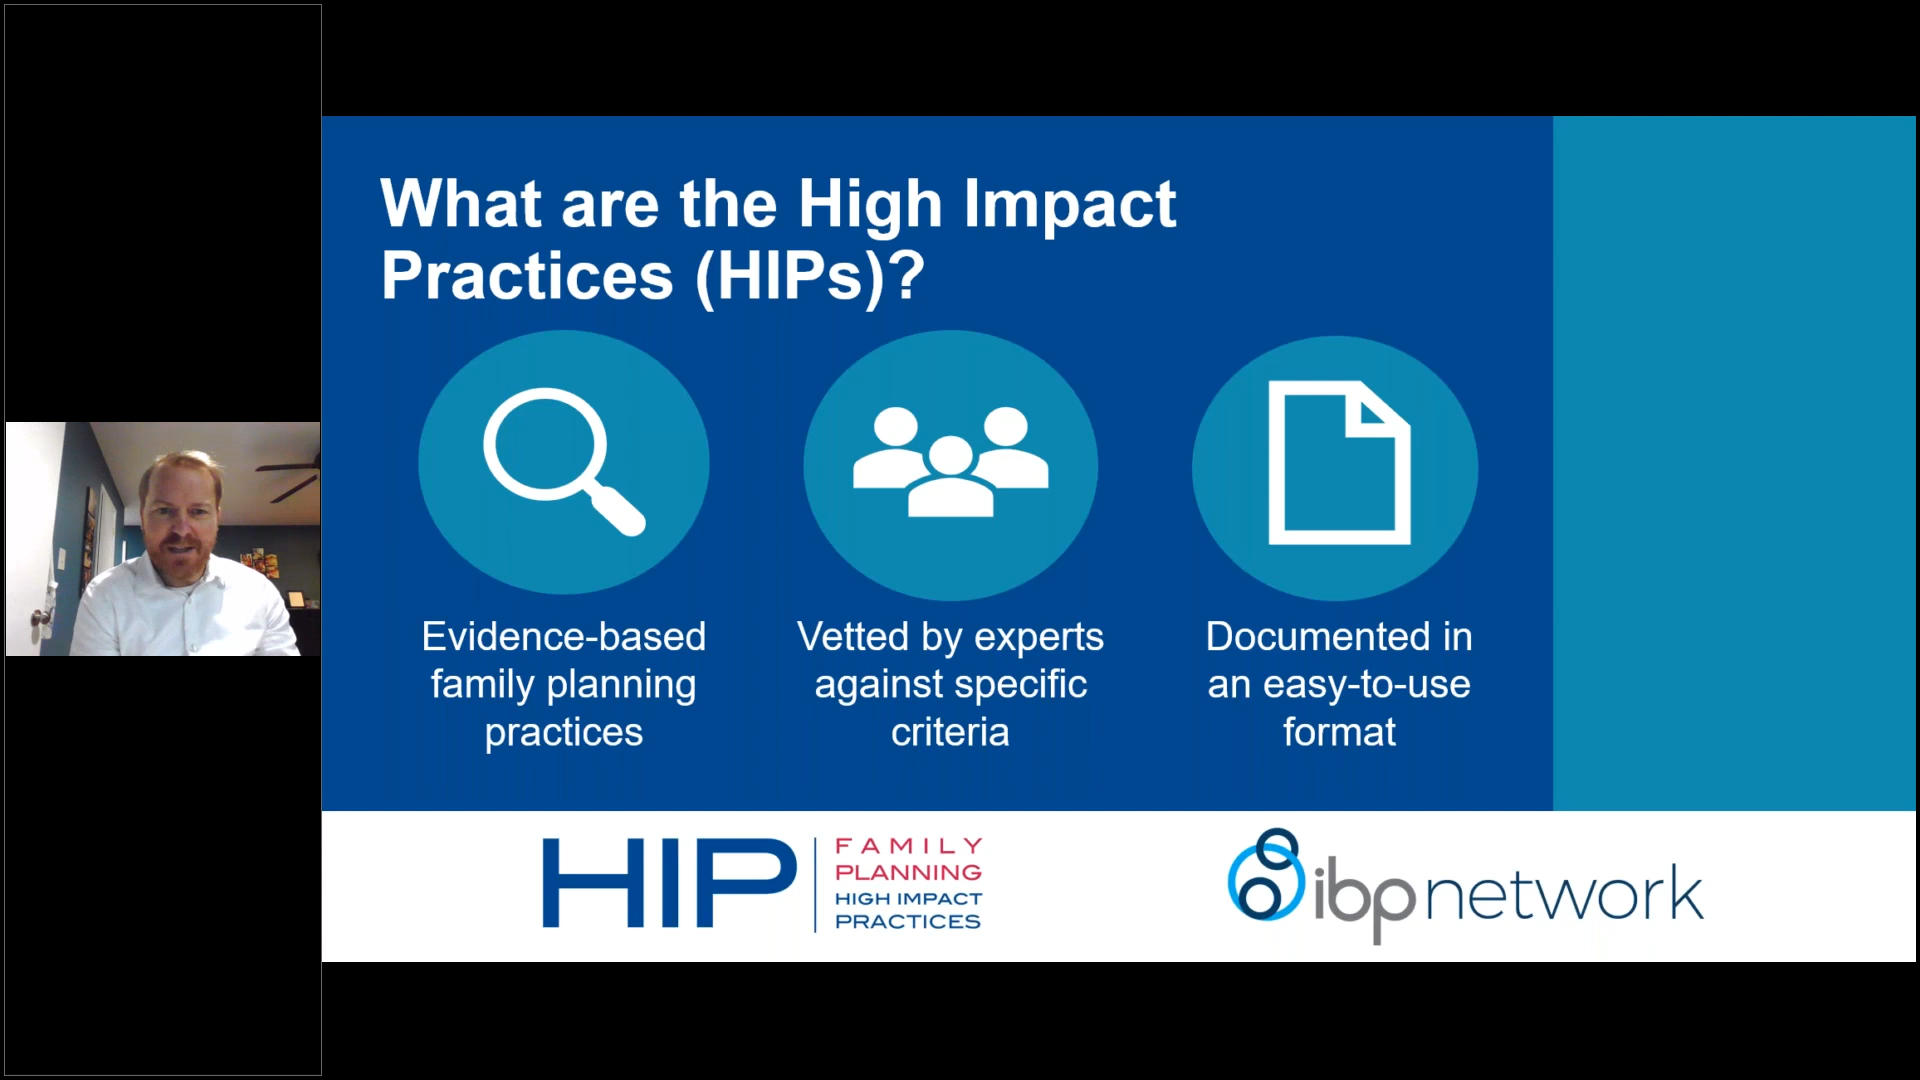 What are the High Impact
Practices (HIPs)?
Evidence-based
family planning
practices
Vetted by experts
against specific
criteria
Documented in
an easy-to-use
format
HIP
FAMILY
PLANNING
HIGH IMPACT
PRACTICES
ibpnetwork